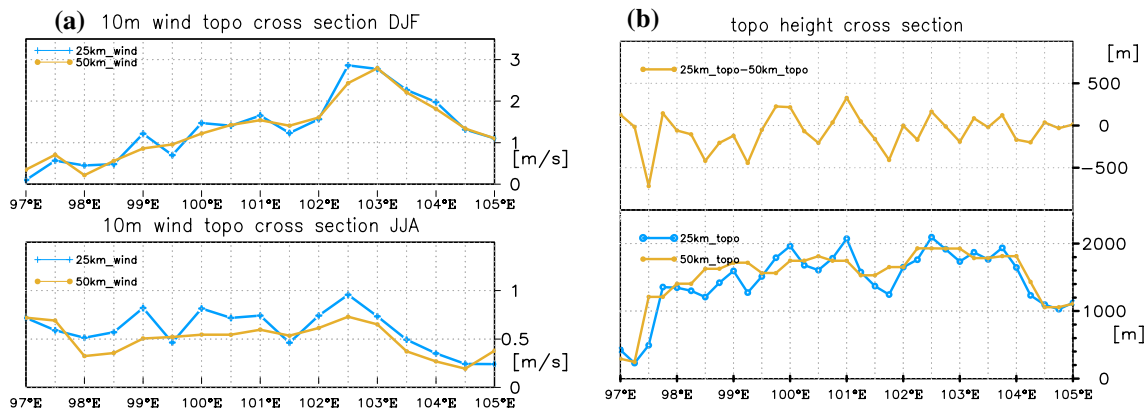 (a) 10m wind topo cross section DJF
25km_wind
50km_wind
3
2
1
[m/s]
0
97°E 98°E 99°E 100°E 101°E 102°E 103°E 104°E 105°E
10m wind topo cross section JJA
25km_wind
50km_wind
1
0.5
[m/s]
0
97°E 98°E 99°E 100°E 101°E 102°E 103°E 104°E 105°E
(b) topo height cross section
[m]
25km_topo-50km_topo
500
0
-500
25km_topo
50km_topo
2000
1000
[m]
0
97°E 98°E 99°E 100°E 101°E 102°E 103°E 104°E 105°E